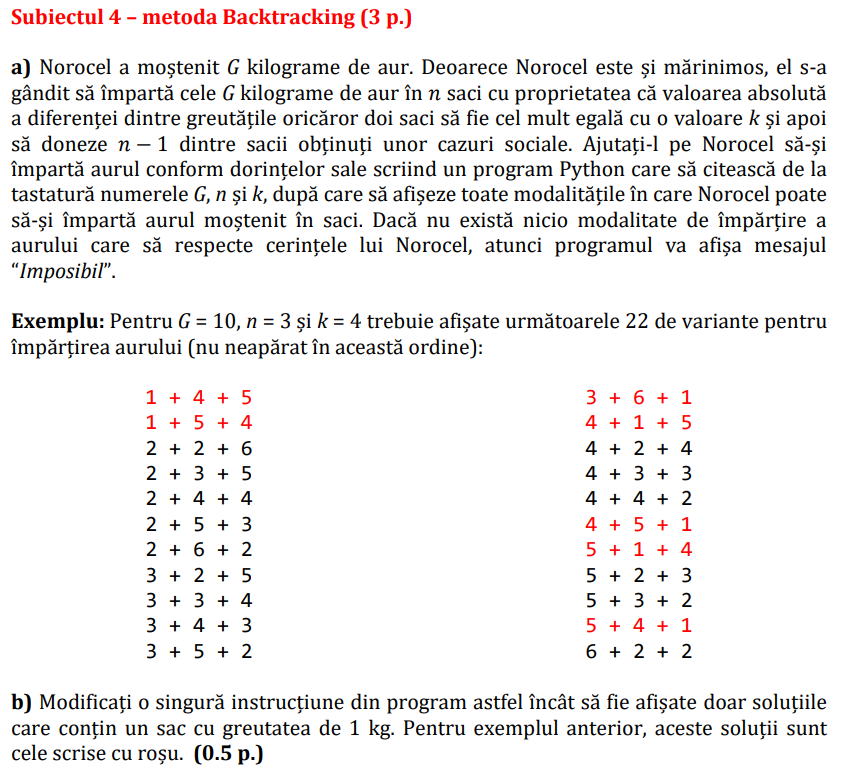 Subiectul 4 – metoda Backtracking (3 p.)
a) Norocel a moștenit G kilograme de aur. Deoarece Norocel este și mărinimos, el s-a
gândit să împartă cele G kilograme de aur în n saci cu proprietatea că valoarea absolută
a diferenței dintre greutățile oricăror doi saci să fie cel mult egală cu o valoare k și apoi
să doneze n – 1 dintre sacii obținuți unor cazuri sociale. Ajutați-l pe Norocel să-și
împartă aurul conform dorințelor sale scriind un program Python care să citească de la
tastatură numerele G, n și k, după care să afișeze toate modalitățile în care Norocel poate
să-și împartă aurul moștenit în saci. Dacă nu există nicio modalitate de împărțire a
aurului care să respecte cerințele lui Norocel, atunci programul va afișa mesajul
“Imposibil”.
Exemplu: Pentru G = 10, n = 3 și k = 4 trebuie afișate următoarele 22 de variante pentru
împărțirea aurului (nu neapărat în această ordine):
1 + 4 + 5
1 + 5 + 4
2 + 2 + 6
2 + 3 + 5
2 + 4 + 4
2 + 5 + 3
2 + 6 + 2
3 + 2 + 5
3 + 3 + 4
3 + 4 + 3
3 + 5 + 2
3 + 6 + 1
4 + 1 + 5
4 + 2 + 4
4 + 3 + 3
4 + 4 + 2
4 + 5 + 1
5 + 1 + 4
5 + 2 + 3
5 + 3 + 2
5 + 4 + 1
6 + 2 + 2
b) Modificați o singură instrucțiune din program astfel încât să fie afișate doar soluțiile
care conțin un sac cu greutatea de 1 kg. Pentru exemplul anterior, aceste soluții sunt
cele scrise cu roșu. (0.5 p.)